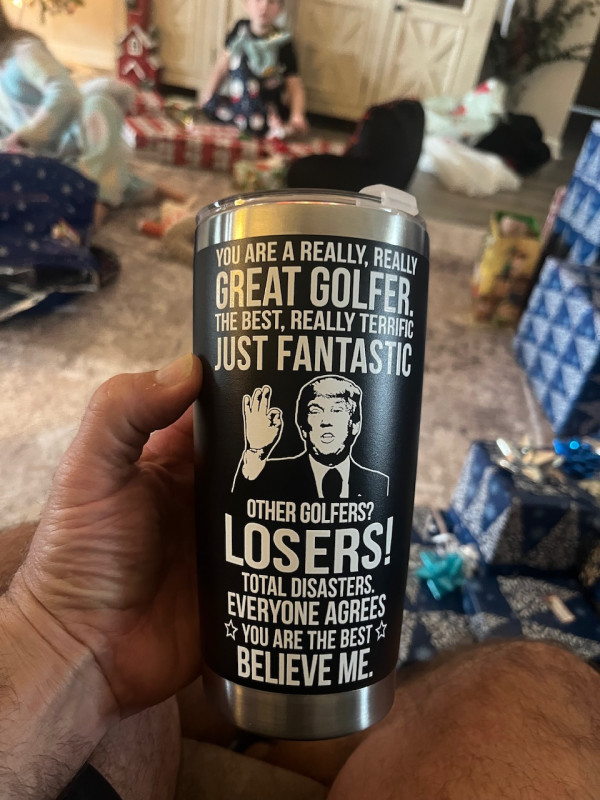 YOU ARE A REALLY, REALLY
GREAT GOLFER.
THE BEST, REALLY TERRIFIC
JUST FANTASTIC
OTHER GOLFERS?
LOSERS!
TOTAL DISASTERS.
EVERYONE AGREES
☆ YOU ARE THE BEST ☆
BELIEVE ME.